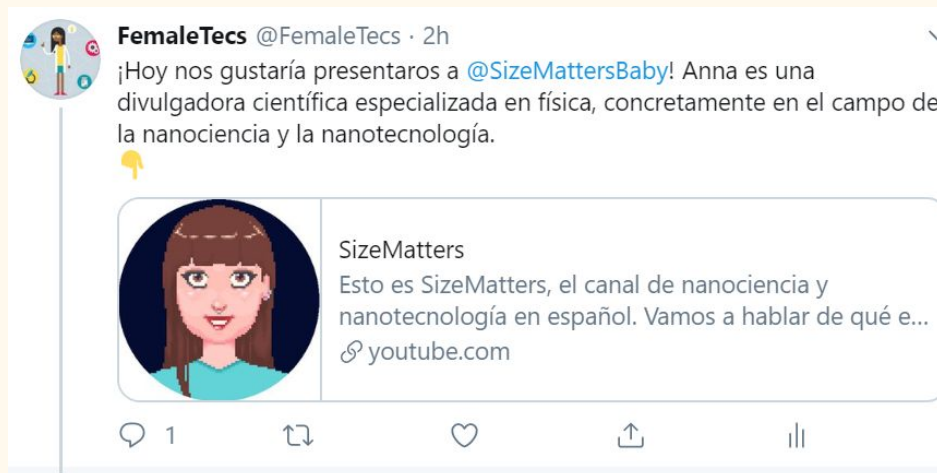 FemaleTecs @FemaleTecs · 2h
¡Hoy nos gustaría presentaros a @SizeMattersBaby! Anna es una
divulgadora científica especializada en física, concretamente en el campo de
la nanociencia y la nanotecnología.
👇
SizeMatters
Esto es SizeMatters, el canal de nanociencia y
nanotecnología en español. Vamos a hablar de qué e...
youtube.com
1